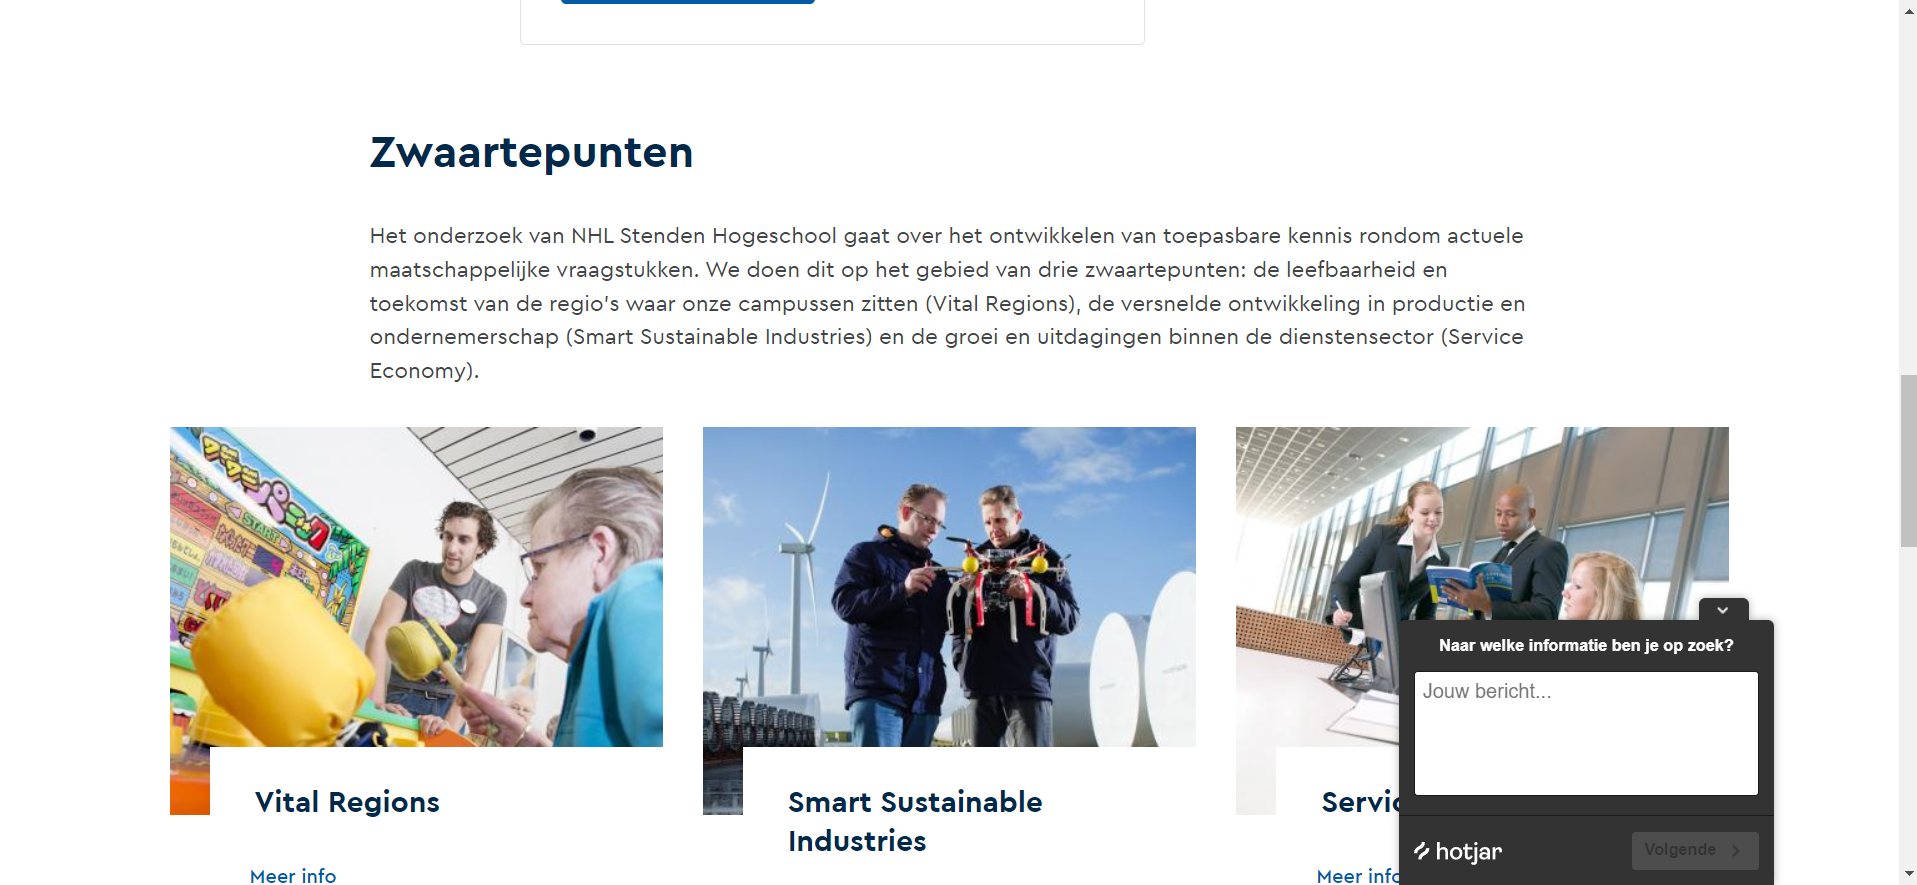 Zwaartepunten
Het onderzoek van NHL Stenden Hogeschool gaat over het ontwikkelen van toepasbare kennis rondom actuele
maatschappelijke vraagstukken. We doen dit op het gebied van drie zwaartepunten: de leefbaarheid en
toekomst van de regio's waar onze campussen zitten (Vital Regions), de versnelde ontwikkeling in productie en
ondernemerschap (Smart Sustainable Industries) en de groei en uitdagingen binnen de dienstensector (Service
Economy).
START
Vital Regions
Meer info
Smart Sustainable
Industries
Servic
Meer info
Naar welke informatie ben je op zoek?
Jouw bericht...
hotjar
Volgende